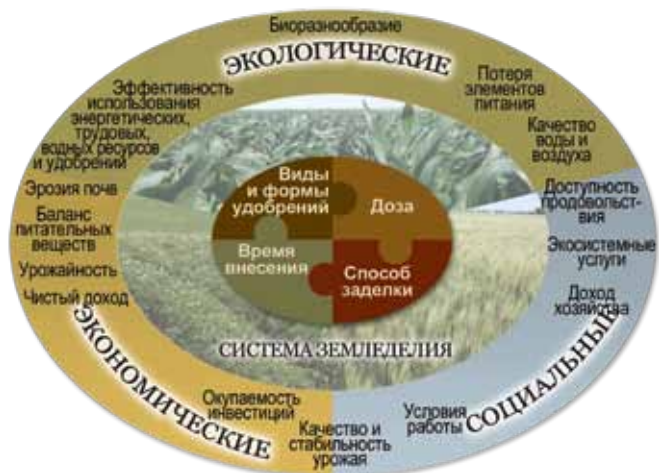 Биоразнообразие
ЭКОЛОГИЧЕСКИЕ
Эффективность
использования
энергетических,
трудовых,
водных ресурсов
и удобрений
Потеря
элементов
питания
Качество
воды и
воздуха
Эрозия почв
Баланс
питательных
веществ
Урожайность
Чистый доход
Виды
и формы
удобрений
Доза
Время
внесения
Способ
заделки
Доступность
продовольст-
вия
Экосистемные
услуги
Доход
хозяйства
СИСТЕМА ЗЕМЛЕДЕЛИЯ
ЭКОНОМИЧЕСКИЕ
СОЦИАЛЬНЫЕ
Окупаемость
инвестиций
Качество и
стабильность
урожая
Условия
работы